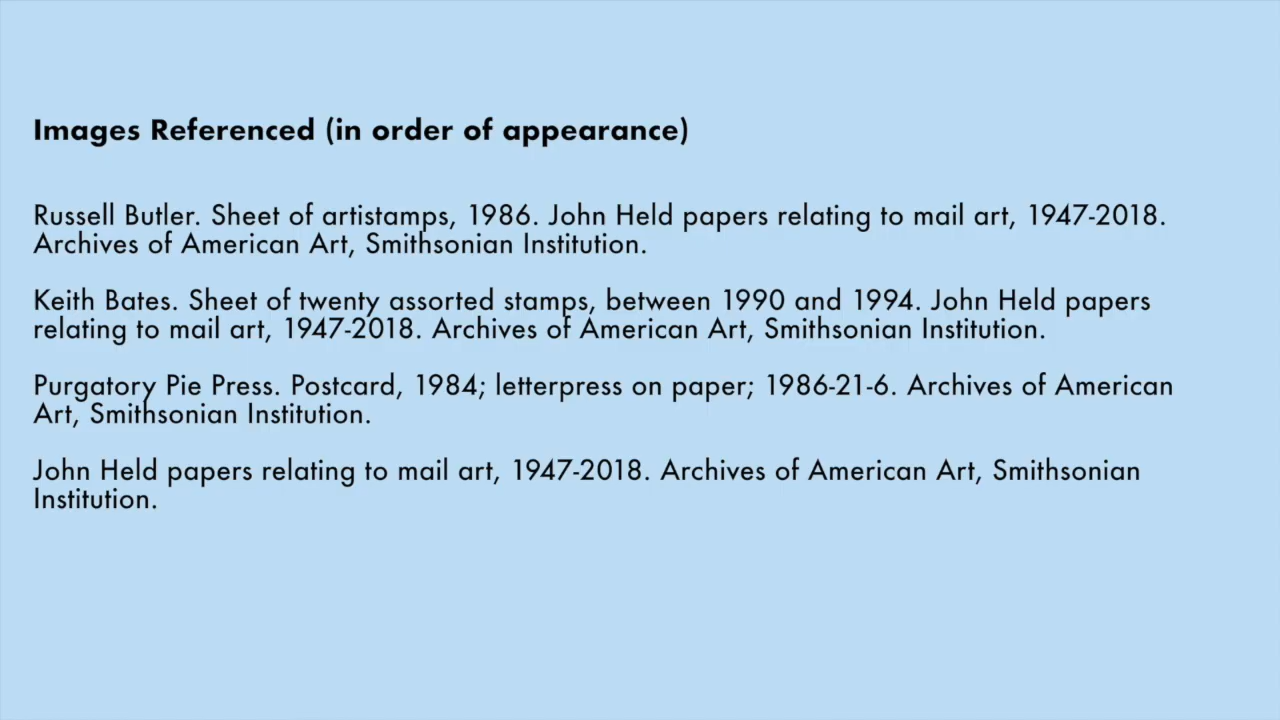 Images Referenced (in order of appearance)
Russell Butler. Sheet of artistamps, 1986. John Held papers relating to mail art, 1947-2018.
Archives of American Art, Smithsonian Institution.
Keith Bates. Sheet of twenty assorted stamps, between 1990 and 1994. John Held papers
relating to mail art, 1947-2018. Archives of American Art, Smithsonian Institution.
Purgatory Pie Press. Postcard, 1984; letterpress on paper; 1986-21-6. Archives of American
Art, Smithsonian Institution.
John Held papers relating to mail art, 1947-2018. Archives of American Art, Smithsonian
Institution.